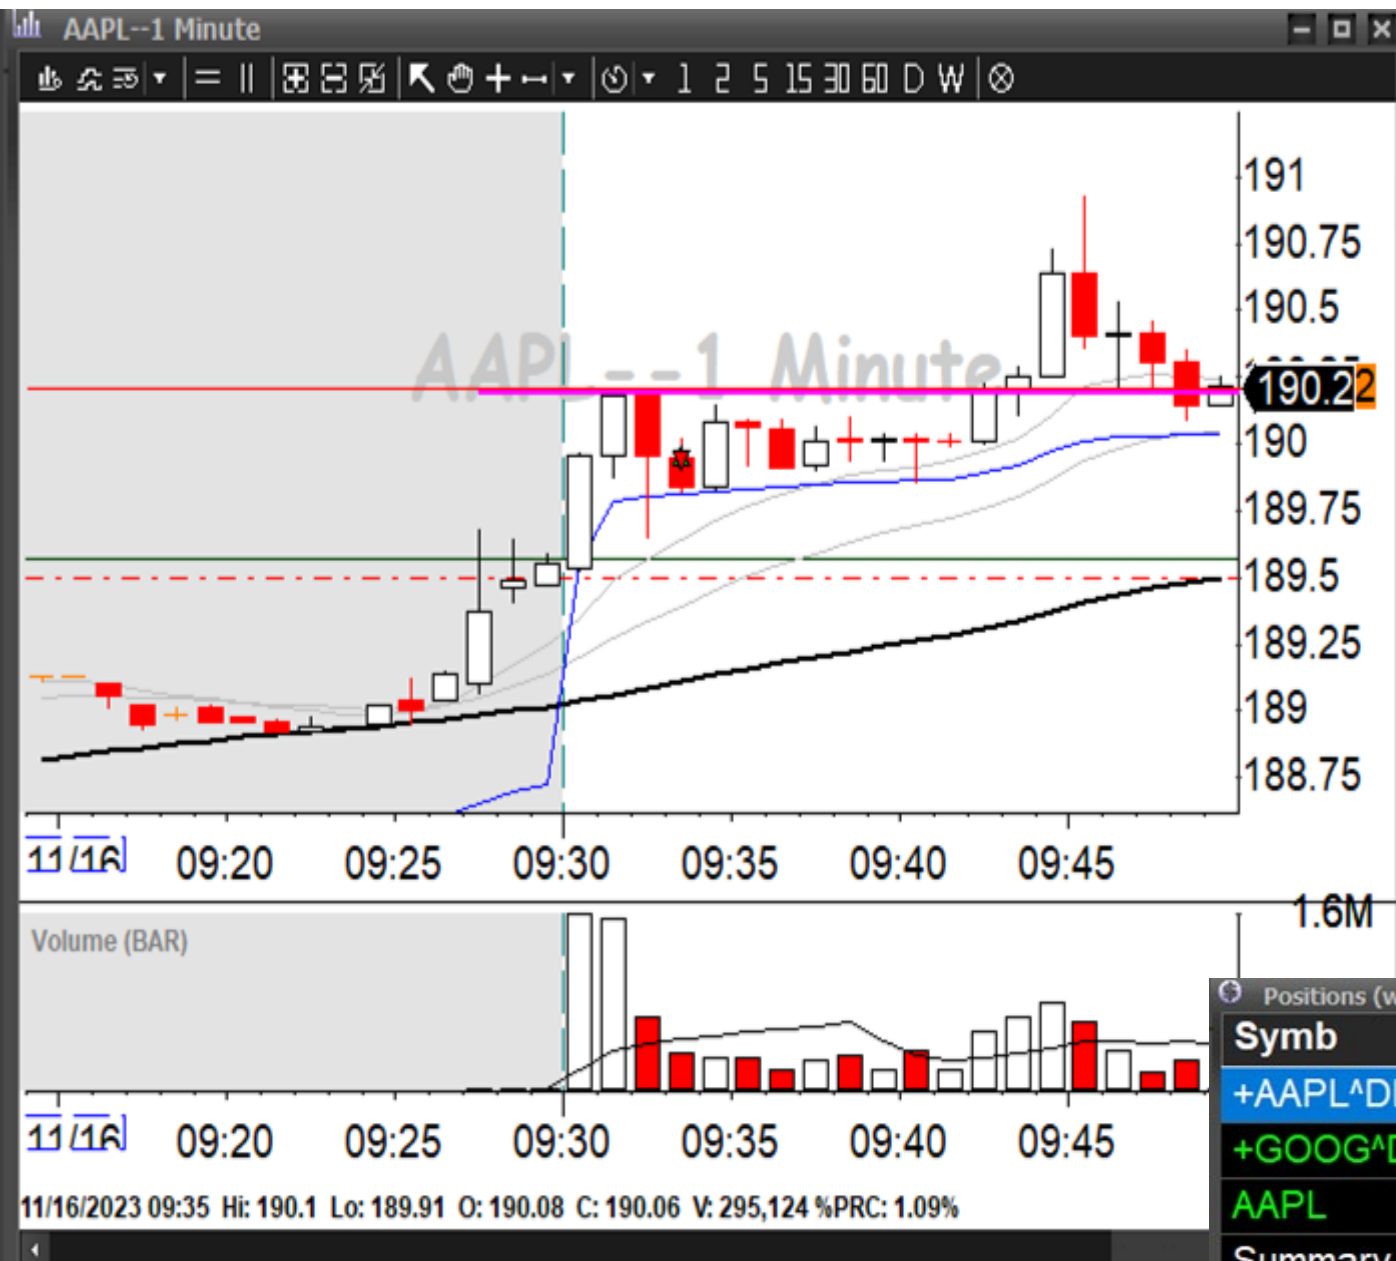 AAPL--1 Minute
1 2 5 15 30 60 D W
AAPL--1 Minute
191
190.75
190.5
190.22
190
189.75
189.5
189.25
189
188.75
11/16 09:20 09:25 09:30 09:35 09:40 09:45
1.6M
Volume (BAR)
11/16 09:20 09:25 09:30 09:35 09:40 09:45
11/16/2023 09:35 Hi: 190.1 Lo: 189.91 O: 190.08 C: 190.06 V: 295,124 %PRC: 1.09%
Positions (w
Symb
+AAPL^D
+GOOG^D
AAPL
Summary